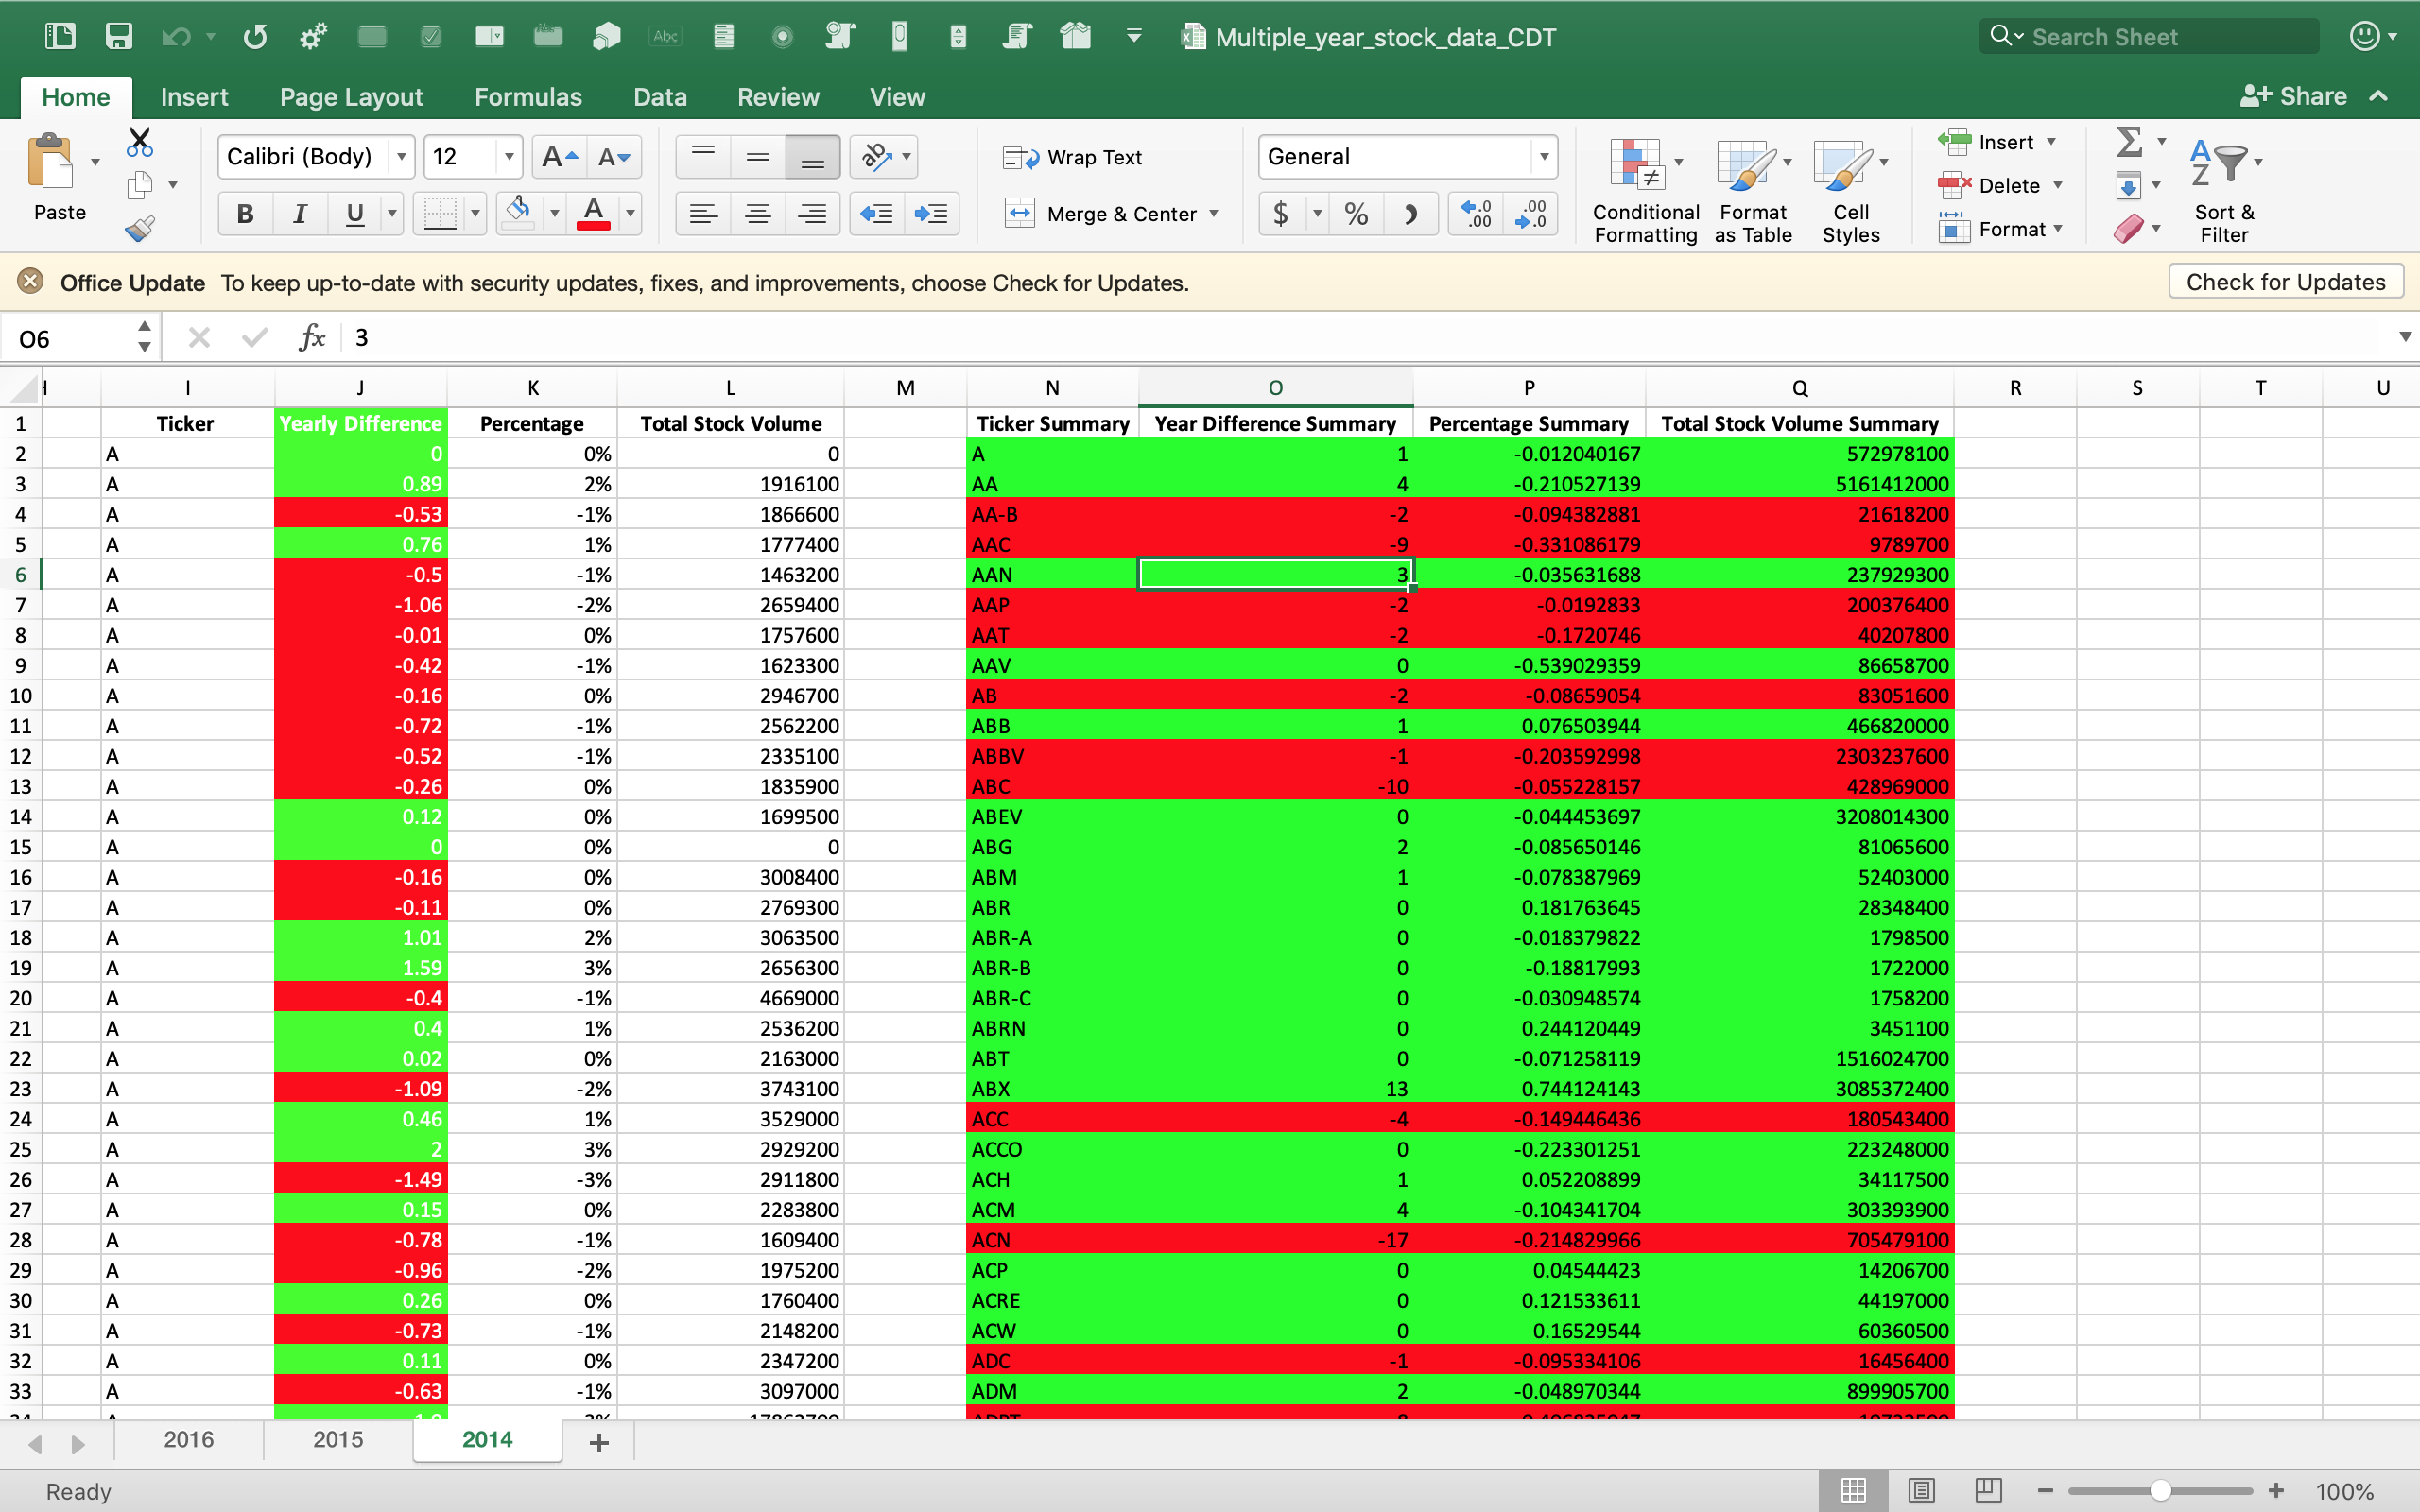 Multiple_year_stock_data_CDT Search Sheet
Home Insert Page Layout Formulas Data Review View Share
Paste Calibri (Body) 12 Wrap Text General Insert
B I U Merge & Center $ % Conditional Formatting Format as Table Cell Styles Delete Format Sort & Filter
Office Update To keep up-to-date with security updates, fixes, and improvements, choose Check for Updates. Check for Updates
O6 fx 3
I J K L M N O P Q R S T U
1 Ticker Yearly Difference Percentage Total Stock Volume Ticker Summary Year Difference Summary Percentage Summary Total Stock Volume Summary
2 A 0 0% 0 A 1 -0.012040167 572978100
3 A 0.89 2% 1916100 AA 4 -0.210527139 5161412000
4 A -0.53 -1% 1866600 AA-B -2 -0.094382881 21618200
5 A 0.76 1% 1777400 AAC -9 -0.331086179 9789700
6 A -0.5 -1% 1463200 AAN 3 -0.035631688 237929300
7 A -1.06 -2% 2659400 AAP -2 -0.0192833 200376400
8 A -0.01 0% 1757600 AAT -2 -0.1720746 40207800
9 A -0.42 -1% 1623300 AAV 0 -0.539029359 86658700
10 A -0.16 0% 2946700 AB -2 -0.08659054 83051600
11 A -0.72 -1% 2562200 ABB 1 0.076503944 466820000
12 A -0.52 -1% 2335100 ABBV -1 -0.203592998 2303237600
13 A -0.26 0% 1835900 ABC -10 -0.055228157 428969000
14 A 0.12 0% 1699500 ABEV 0 -0.044453697 3208014300
15 A 0 0% 0 ABG 2 -0.085650146 81065600
16 A -0.16 0% 3008400 ABM 1 -0.078387969 52403000
17 A -0.11 0% 2769300 ABR 0 0.181763645 28348400
18 A 1.01 2% 3063500 ABR-A 0 -0.018379822 1798500
19 A 1.59 3% 2656300 ABR-B 0 -0.18817993 1722000
20 A -0.4 -1% 4669000 ABR-C 0 -0.030948574 1758200
21 A 0.4 1% 2536200 ABRN 0 0.244120449 3451100
22 A 0.02 0% 2163000 ABT 0 -0.071258119 1516024700
23 A -1.09 -2% 3743100 ABX 13 0.744124143 3085372400
24 A 0.46 1% 3529000 ACC -4 -0.149446436 180543400
25 A 2 3% 2929200 ACCO 0 -0.223301251 223248000
26 A -1.49 -3% 2911800 ACH 1 0.052208899 34117500
27 A 0.15 0% 2283800 ACM 4 -0.104341704 303393900
28 A -0.78 -1% 1609400 ACN -17 -0.214829966 705479100
29 A -0.96 -2% 1975200 ACP 0 0.04544423 14206700
30 A 0.26 0% 1760400 ACRE 0 0.121533611 44197000
31 A -0.73 -1% 2148200 ACW 0 0.16529544 60360500
32 A 0.11 0% 2347200 ADC -1 -0.095334106 16456400
33 A -0.63 -1% 3097000 ADM 2 -0.048970344 899905700
2016 2015 2014
Ready 100%